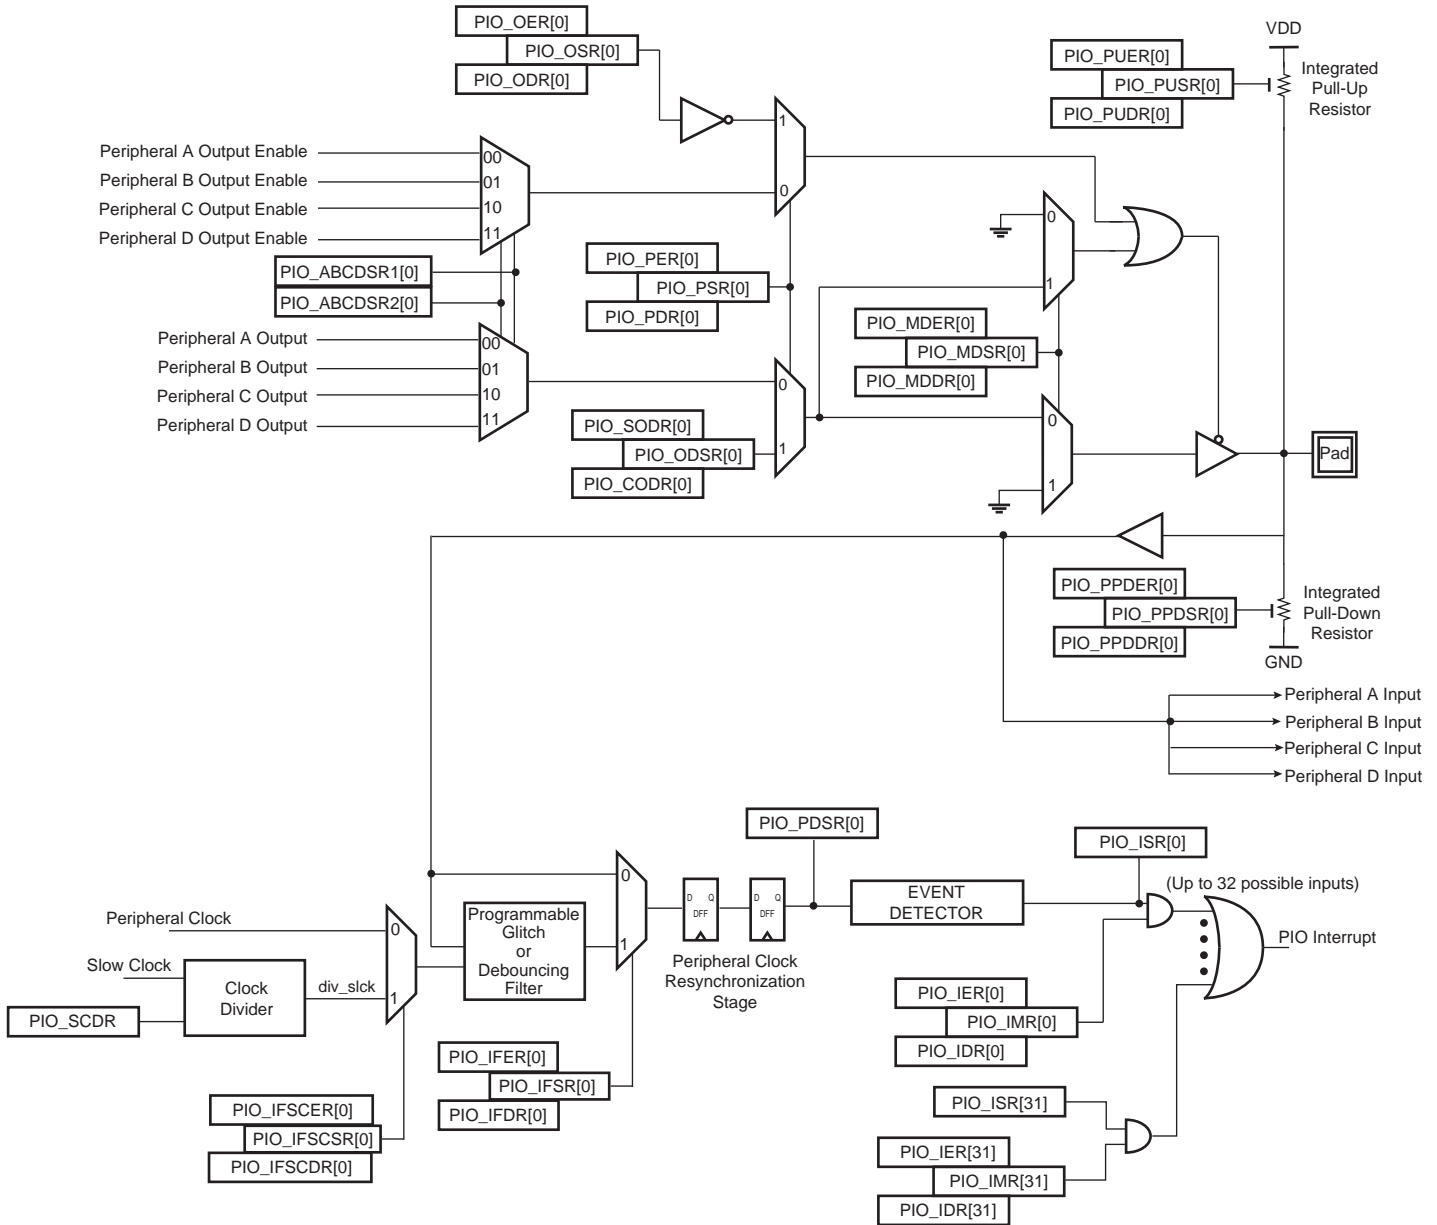 PIO_OER[0]
PIO_OSR[0]
PIO_ODR[0]
VDD
PIO_PUER[0]
PIO_PUSR[0]
PIO_PUDR[0]
Integrated
Pull-Up
Resistor
1
0
Peripheral A Output Enable
Peripheral B Output Enable
Peripheral C Output Enable
Peripheral D Output Enable
00
01
10
11
PIO_ABCDSR1[0]
PIO_ABCDSR2[0]
PIO_PER[0]
PIO_PSR[0]
PIO_PDR[0]
0
1
PIO_MDER[0]
PIO_MDSR[0]
PIO_MDDR[0]
Peripheral A Output
Peripheral B Output
Peripheral C Output
Peripheral D Output
00
01
10
11
0
1
PIO_SODR[0]
PIO_ODSR[0]
PIO_CODR[0]
0
1
Pad
PIO_PPDER[0]
PIO_PPDSR[0]
PIO_PPDDR[0]
Integrated
Pull-Down
Resistor
GND
Peripheral A Input
Peripheral B Input
Peripheral C Input
Peripheral D Input
PIO_PDSR[0]
PIO_ISR[0]
(Up to 32 possible inputs)
Peripheral Clock
Slow Clock
PIO_SCDR
Clock
Divider
div_slck
0
1
Programmable
Glitch
or
Debouncing
Filter
0
1
D Q
DFF
D Q
DFF
Peripheral Clock
Resynchronization
Stage
EVENT
DETECTOR
PIO Interrupt
PIO_IER[0]
PIO_IMR[0]
PIO_IDR[0]
PIO_IFER[0]
PIO_IFSR[0]
PIO_IFDR[0]
PIO_IFSCER[0]
PIO_IFSCSR[0]
PIO_IFSCDR[0]
PIO_ISR[31]
PIO_IER[31]
PIO_IMR[31]
PIO_IDR[31]